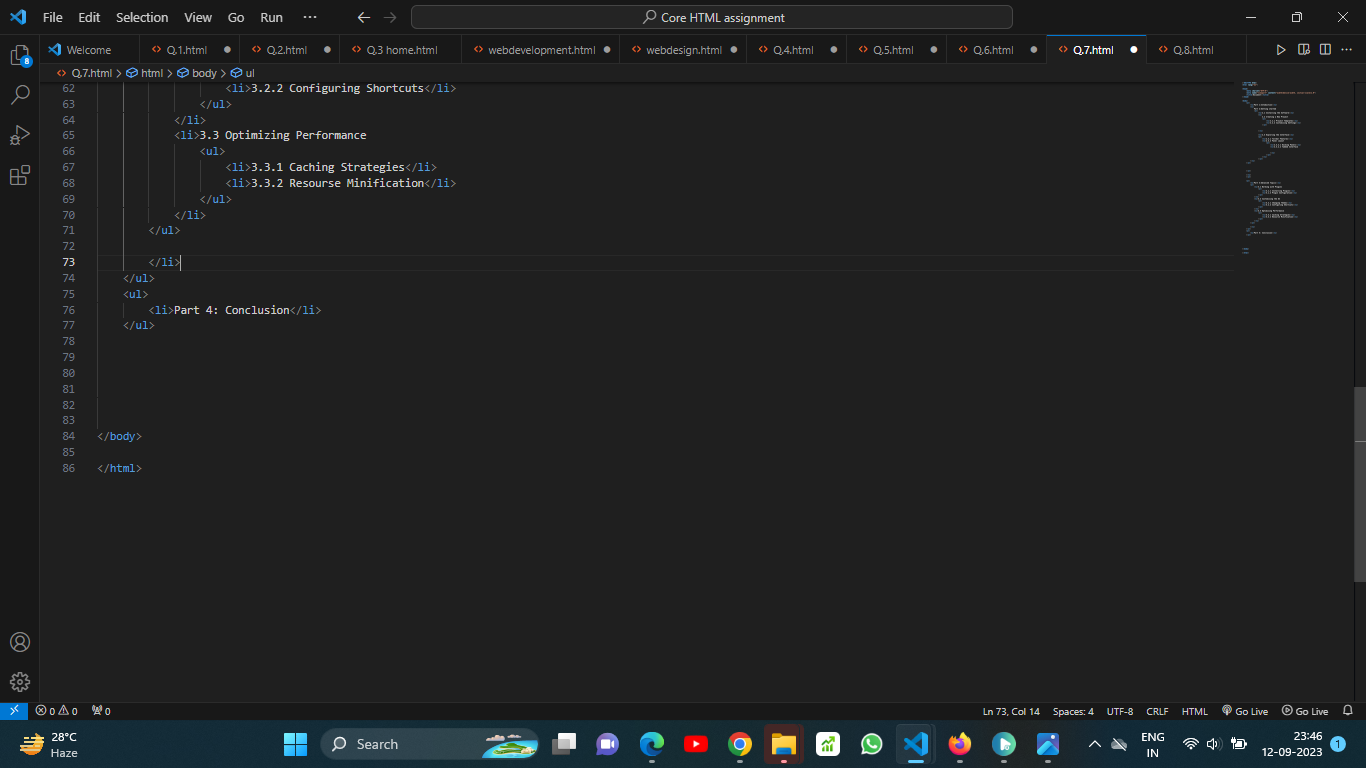 File Edit Selection View Go Run ··· Core HTML assignment
Welcome Q.1.html Q.2.html Q.3 home.html webdevelopment.html webdesign.html Q.4.html Q.5.html Q.6.html Q.7.html Q.8.html
Q.7.html > html > body > ul
62 <li>3.2.2 Configuring Shortcuts</li>
63 </ul>
64 </li>
65 <li>3.3 Optimizing Performance
66 <ul>
67 <li>3.3.1 Caching Strategies</li>
68 <li>3.3.2 Resourse Minification</li>
69 </ul>
70 </li>
71 </ul>
72
73 </li>
74 </ul>
75 <ul>
76 <li>Part 4: Conclusion</li>
77 </ul>
78
79
80
81
82
83
84 </body>
85
86 </html>
8
0 0 0 Ln 73, Col 14 Spaces: 4 UTF-8 CRLF HTML Go Live Go Live
28°C
Haze
Search
ENG
IN
23:46
12-09-2023
1